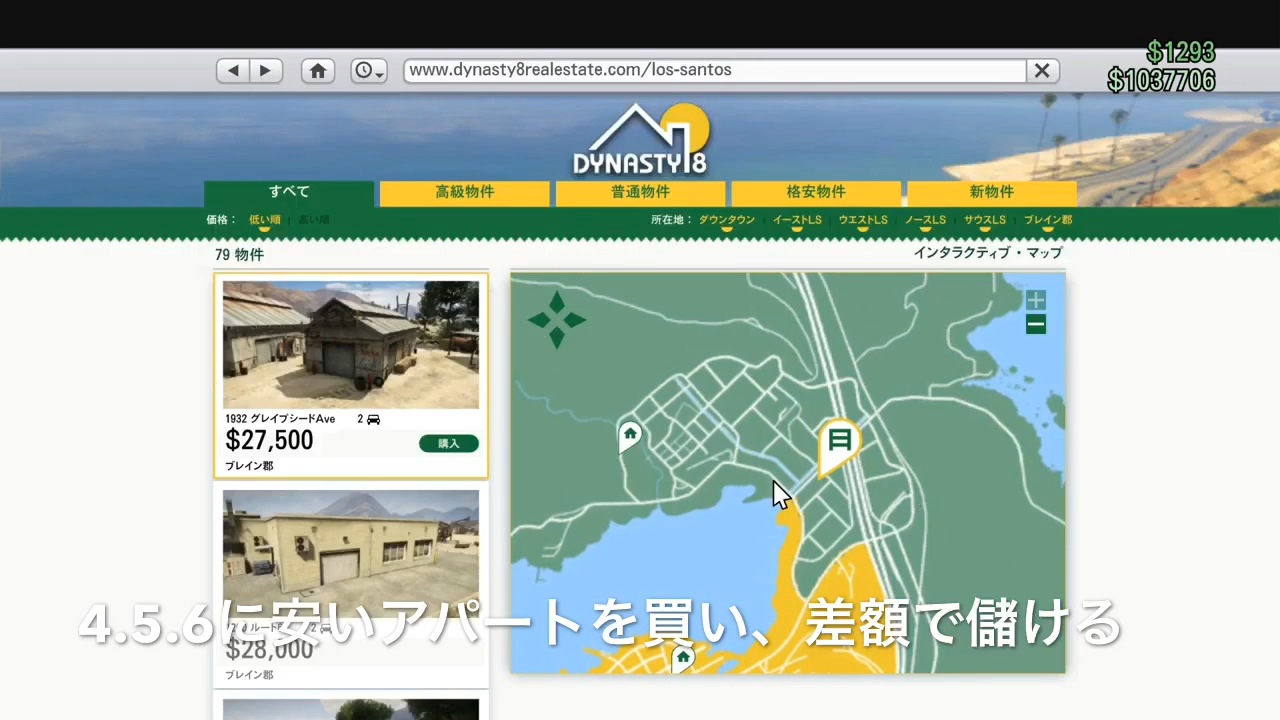 $1293
www.dynasty8realestate.com/los-santos
$1037706
DYNASTY 8
すべて
高級物件
普通物件
格安物件
新物件
価格： 低い順 高い順
所在地： ダウンタウン イーストLS ウエストLS ノースLS サウスLS ブレイン郡
79 物件
インタラクティブ・マップ
1932 グレイプシードAve 2
$27,500
購入
ブレイン郡
4.5.6に安いアパートを買い、差額で儲ける
$28,000
ブレイン郡